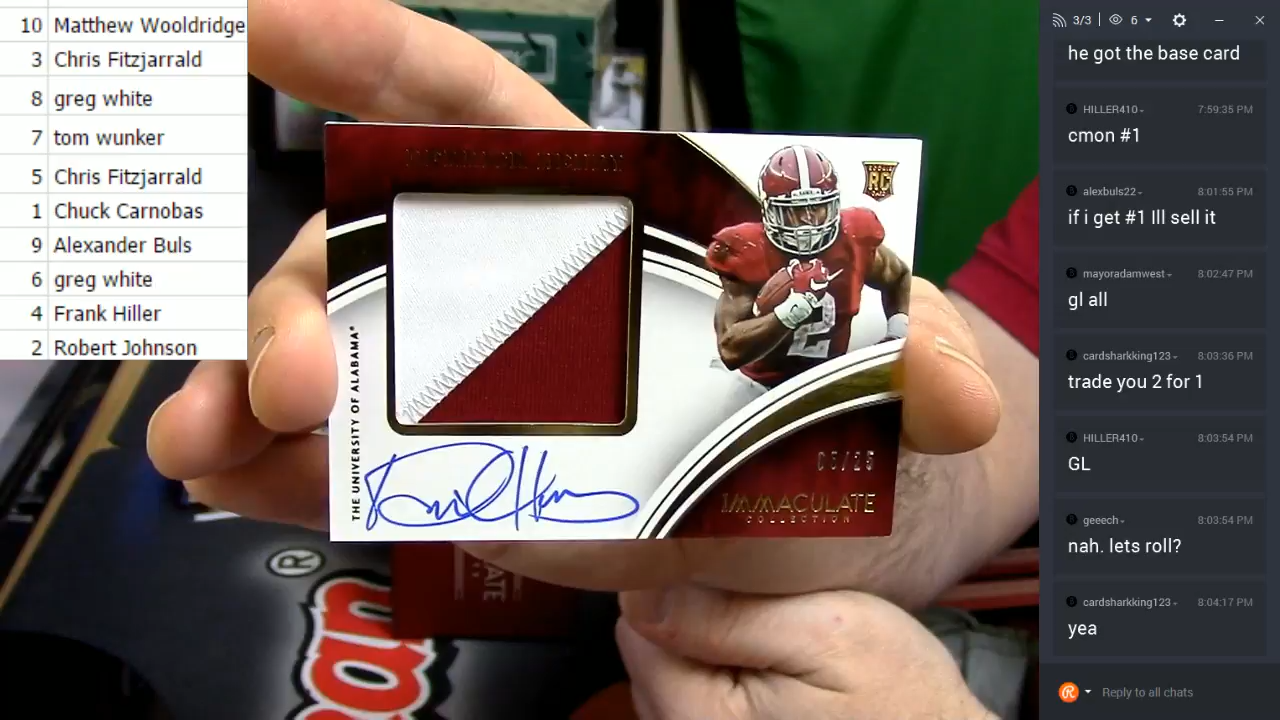 10 Matthew Wooldridge
3 Chris Fitzjarrald
8 greg white
7 tom wunker
5 Chris Fitzjarrald
1 Chuck Carnobas
9 Alexander Buls
6 greg white
4 Frank Hiller
2 Robert Johnson
RC
THE UNIVERSITY OF ALABAMA®
2
/25
IMMACULATE
COLLECTION
®
3/3 6
he got the base card
HILLER410 7:59:35 PM
cmon #1
alexbuls22 8:01:55 PM
if i get #1 Ill sell it
mayoradamwest 8:02:47 PM
gl all
cardsharkking123 8:03:36 PM
trade you 2 for 1
HILLER410 8:03:54 PM
GL
geeech 8:03:54 PM
nah. lets roll?
cardsharkking123 8:04:17 PM
yea
Reply to all chats